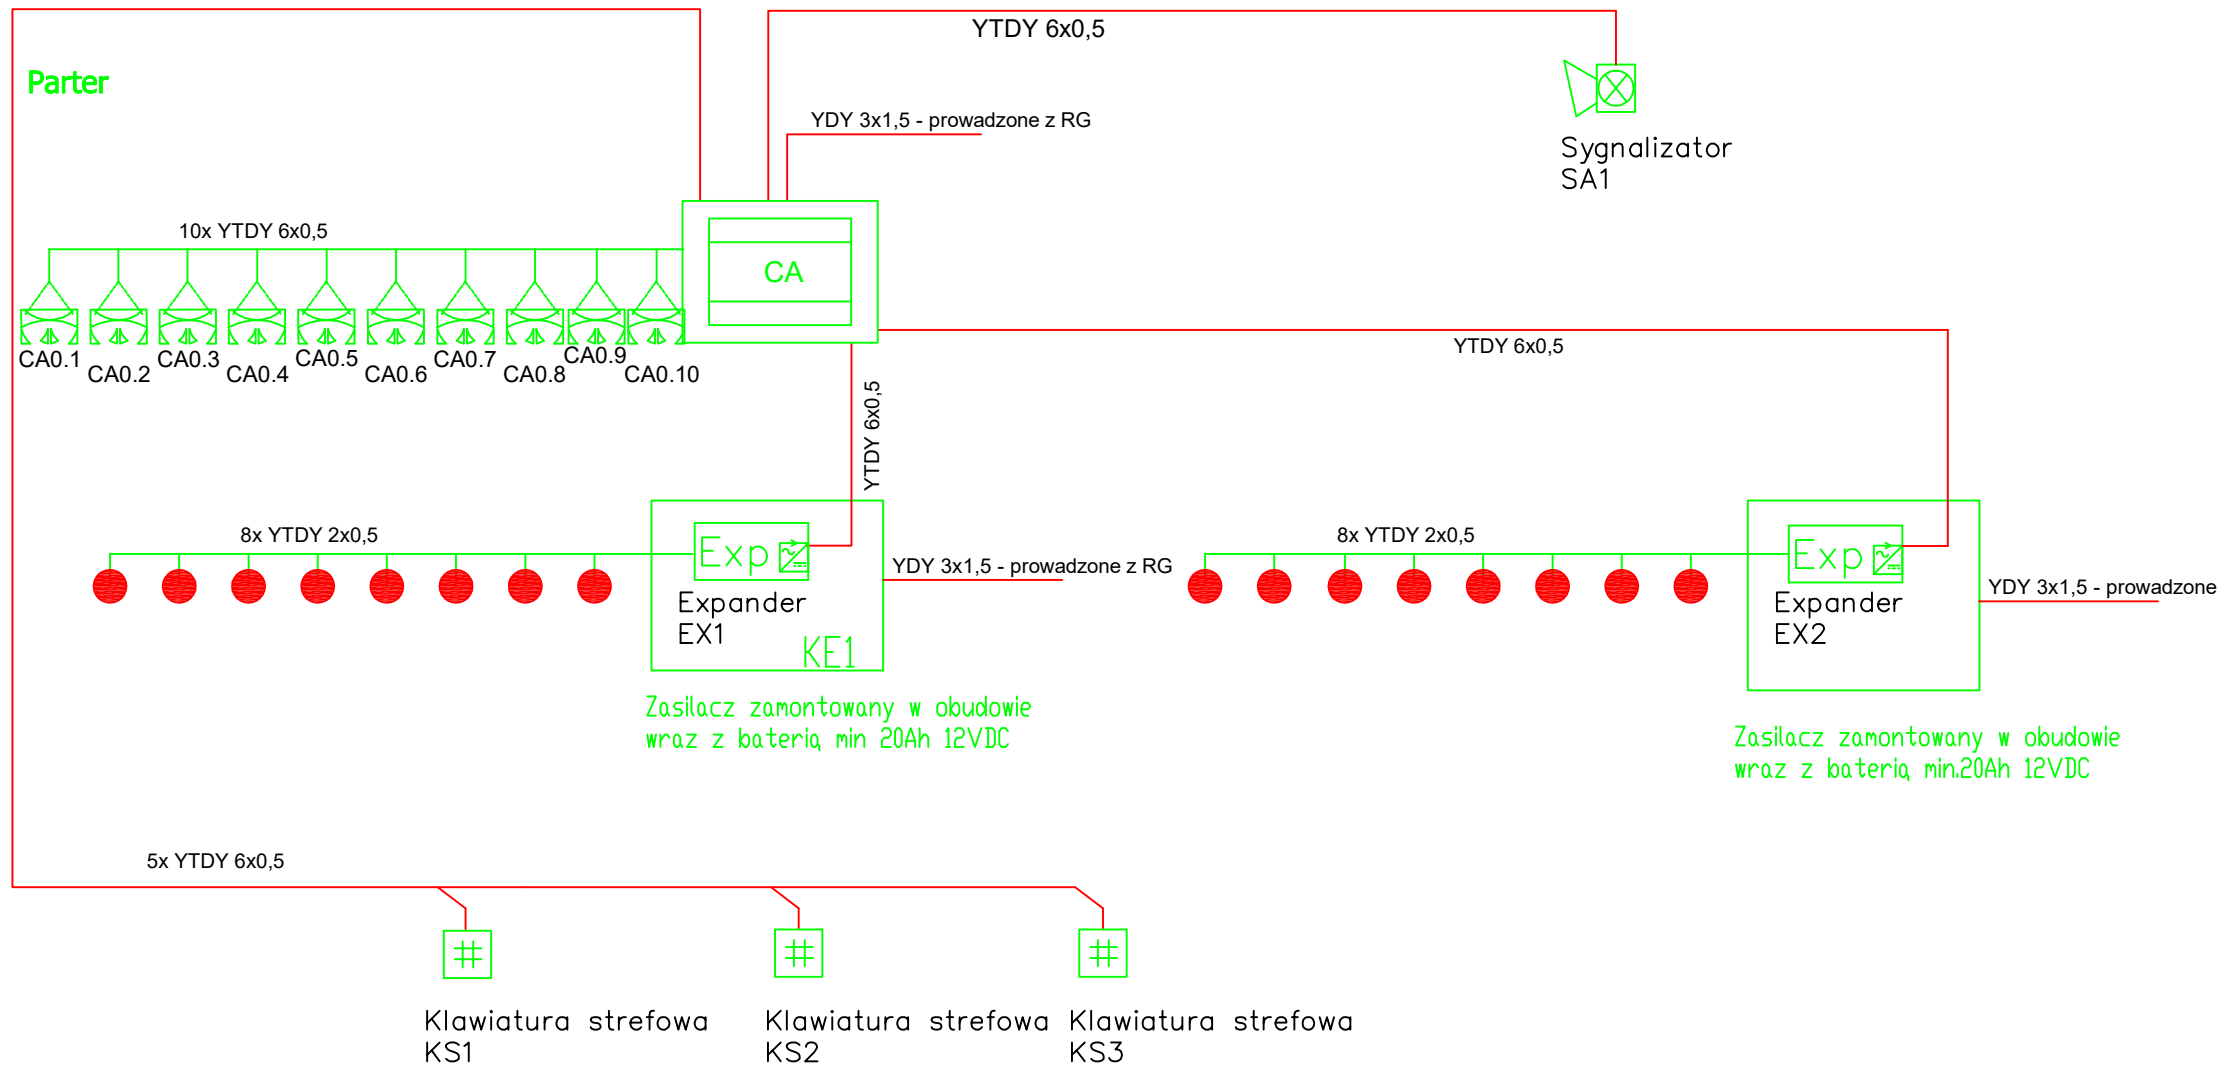 YTDY 6x0,5
Parter
YDY 3x1,5 - prowadzone z RG
Sygnalizator
SA1
10x YTDY 6x0,5
CA
CA0.1
CA0.2
CA0.3
CA0.4
CA0.5
CA0.6
CA0.7
CA0.8
CA0.9
CA0.10
YTDY 6x0,5
YTDY 6x0,5
8x YTDY 2x0,5
Exp
Expander
EX1
KE1
YDY 3x1,5 - prowadzone z RG
Zasilacz zamontowany w obudowie
wraz z baterią min 20Ah 12VDC
8x YTDY 2x0,5
Exp
Expander
EX2
YDY 3x1,5 - prowadzone
Zasilacz zamontowany w obudowie
wraz z baterią min.20Ah 12VDC
5x YTDY 6x0,5
Klawiatura strefowa
KS1
Klawiatura strefowa
KS2
Klawiatura strefowa
KS3